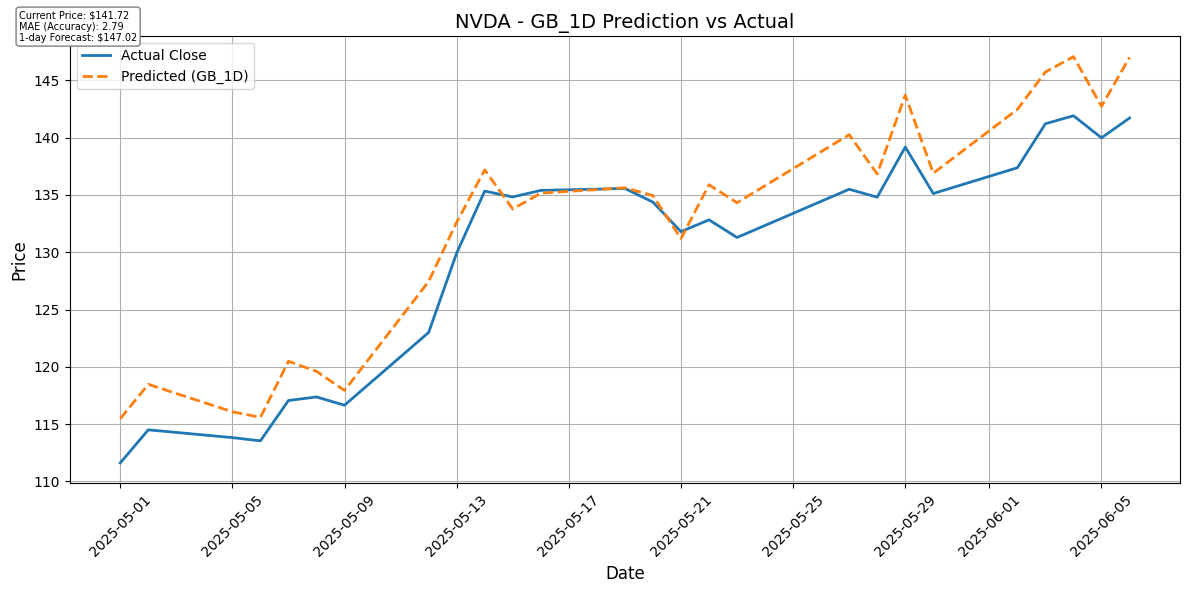 NVDA - GB_1D Prediction vs Actual
Current Price: $141.72
MAE (Accuracy): 2.79
1-day Forecast: $147.02
Actual Close
Predicted (GB_1D)
Price
145
140
135
130
125
120
115
110
2025-05-01
2025-05-05
2025-05-09
2025-05-13
2025-05-17
2025-05-21
2025-05-25
2025-05-29
2025-06-01
2025-06-05
Date